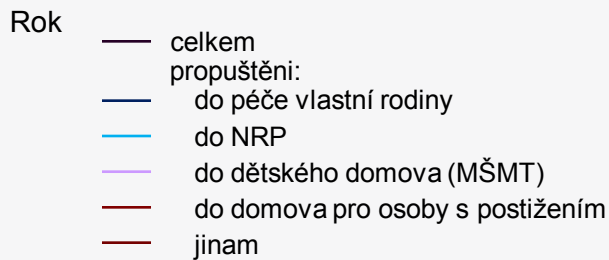 Rok
celkem
propuštěni:
do péče vlastní rodiny
do NRP
do dětského domova (MŠMT)
do domova pro osoby s postižením
jinam